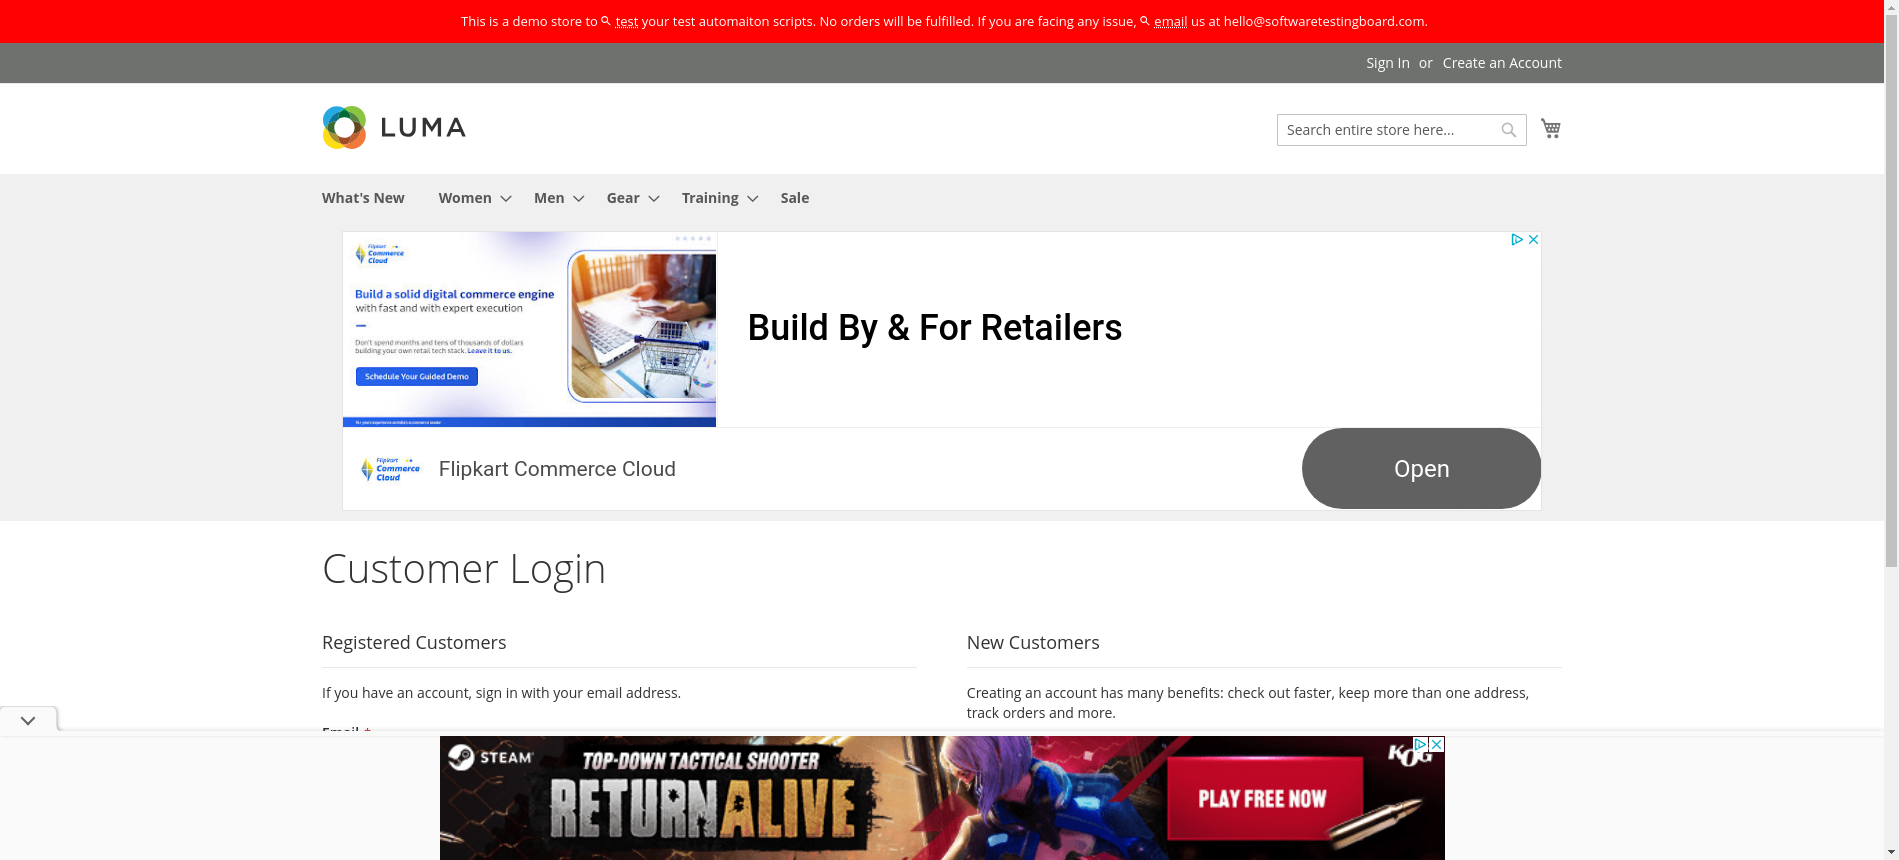 This is a demo store to test your test automaiton scripts. No orders will be fulfilled. If you are facing any issue, email us at hello@softwaretestingboard.com.
Sign In or Create an Account
LUMA
Search entire store here...
What's New Women Men Gear Training Sale
Flipkart
Commerce
Cloud
Build a solid digital commerce engine
with fast and with expert execution
Don't spend months and tens of thousands of dollars
building your own retail tech stack. Leave it to us.
Schedule Your Guided Demo
Build By & For Retailers
Flipkart
Commerce
Cloud
Flipkart Commerce Cloud
Open
Customer Login
Registered Customers
If you have an account, sign in with your email address.
Email *
New Customers
Creating an account has many benefits: check out faster, keep more than one address,
track orders and more.
STEAM
TOP-DOWN TACTICAL SHOOTER
RETURN ALIVE
PLAY FREE NOW
KOG